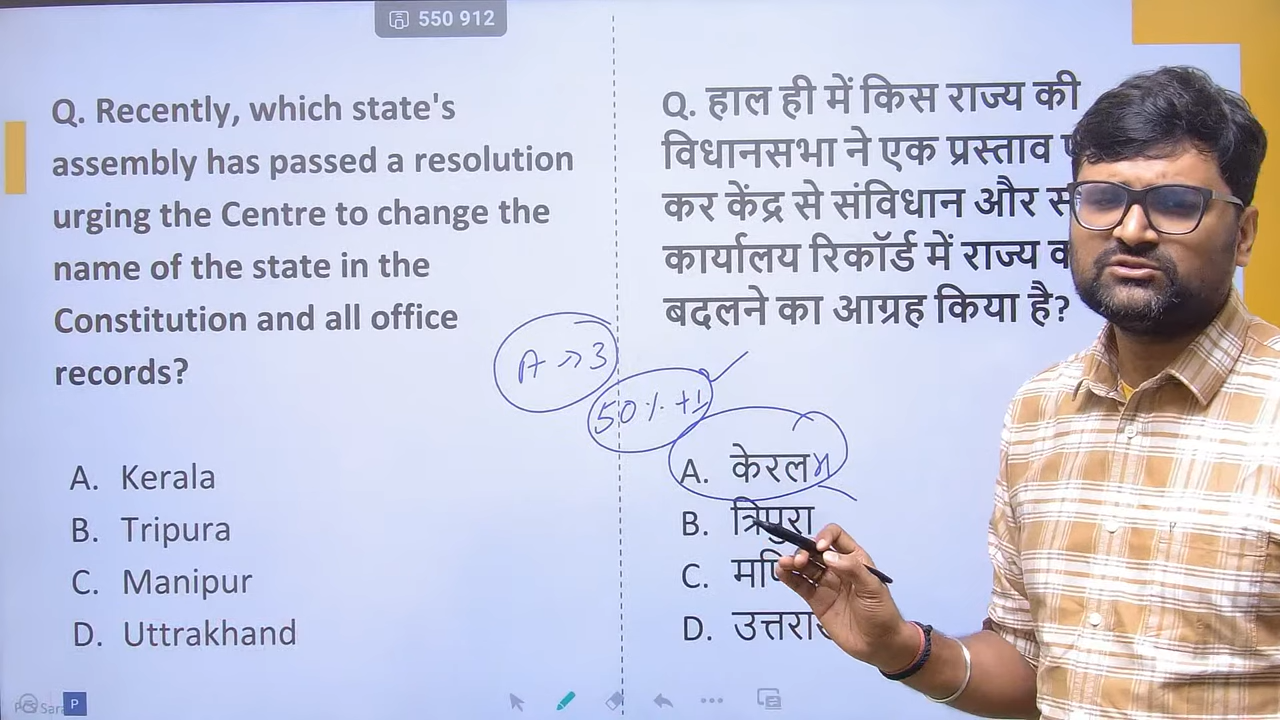 550 912
Q. Recently, which state's
assembly has passed a resolution
urging the Centre to change the
name of the state in the
Constitution and all office
records?
A. Kerala
B. Tripura
C. Manipur
D. Uttrakhand
Q. हाल ही में किस राज्य की
विधानसभा ने एक प्रस्ताव
कर केंद्र से संविधान और
कार्यालय रिकॉर्ड में राज्य
बदलने का आग्रह किया है?
A → 3
50% +1
A. केरल
B. त्रिपुरा
C.
D.
P